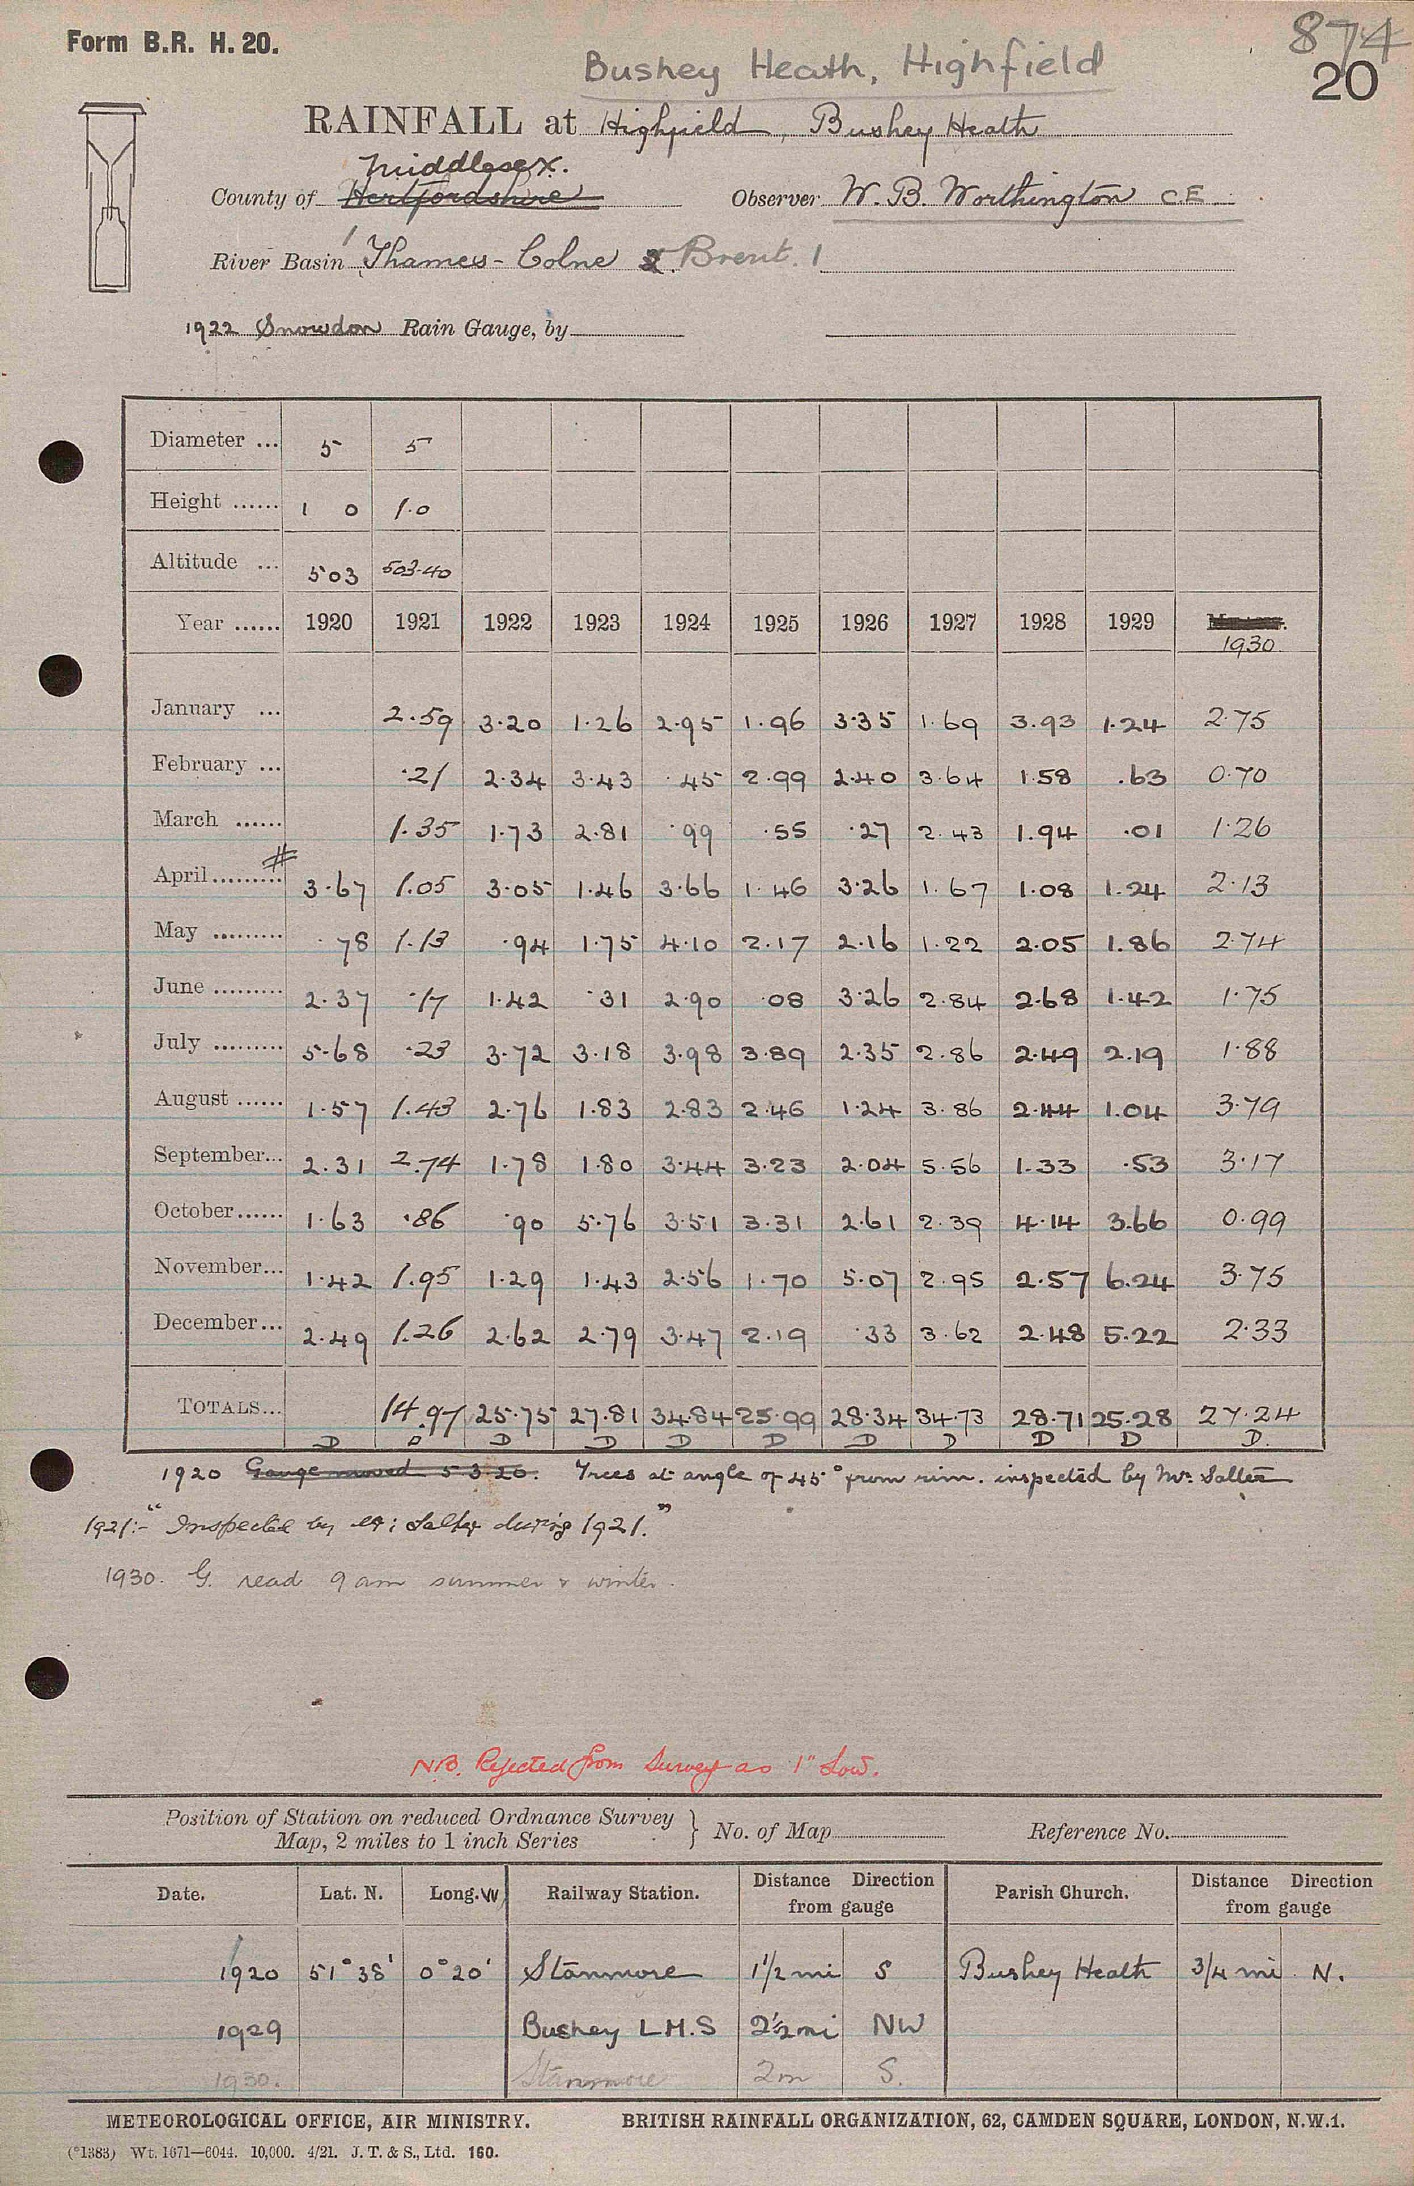 Form B.R. H. 20.
874
20
Bushey Heath, Highfield
RAINFALL at Highfield, Bushey Heath
Middlesex.
County of Hertfordshire Observer W. B. Worthington C.E.
River Basin Thames - Colne & Brent. 1
1922 Snowdon Rain Gauge, by
Diameter ... 5 5
Height ...... 1 0 1.0
Altitude ... 503 503.40
Year ...... 1920 1921 1922 1923 1924 1925 1926 1927 1928 1929 1930
January ... 2.59 3.20 1.26 2.95 1.96 3.35 1.69 3.93 1.24 2.75
February ... .21 2.34 3.43 .45 2.99 2.40 3.64 1.58 .63 0.70
March ...... 1.35 1.73 2.81 .99 .55 .27 2.43 1.94 .01 1.26
April ......... # 3.67 1.05 3.05 1.46 3.66 1.46 3.26 1.67 1.08 1.24 2.13
May ......... .78 1.13 .94 1.75 4.10 2.17 2.16 1.22 2.05 1.86 2.74
June ......... 2.37 .17 1.42 .31 2.90 .08 3.26 2.84 2.68 1.42 1.75
July ......... 5.68 .23 3.72 3.18 3.98 3.89 2.35 2.86 2.49 2.19 1.88
August ...... 1.57 1.43 2.76 1.83 2.83 2.46 1.24 3.86 2.44 1.04 3.79
September... 2.31 2.74 1.78 1.80 3.44 3.23 2.04 5.56 1.33 .53 3.17
October...... 1.63 .86 .90 5.76 3.51 3.31 2.61 2.39 4.14 3.66 0.99
November... 1.42 1.95 1.29 1.43 2.56 1.70 5.07 2.95 2.57 6.24 3.75
December... 2.49 1.26 2.62 2.79 3.47 2.19 .33 3.62 2.48 5.22 2.33
TOTALS... 14.97 25.75 27.81 34.84 25.99 28.34 34.73 28.71 25.28 27.24
D D D D D D D D D D D.
1920 Gauge moved 5.3.20. Trees at angle of 45° from rim. inspected by Mr. Salter
1921:- "Inspected by Mr: Salter during 1921."
1930. G. read 9 am summer & winter.
NB. Rejected from Survey as 1" Low.
Position of Station on reduced Ordnance Survey
Map, 2 miles to 1 inch Series } No. of Map Reference No.
Date. Lat. N. Long. W Railway Station. Distance Direction from gauge Parish Church. Distance Direction from gauge
1920 51°38' 0°20' Stanmore 1 1/2 mi S Bushey Heath 3/4 mi N.
1929 Bushey L.M.S 2 1/2 mi NW
1930. Stanmore 2m S.
METEOROLOGICAL OFFICE, AIR MINISTRY. BRITISH RAINFALL ORGANIZATION, 62, CAMDEN SQUARE, LONDON, N.W.1.
(*1383) Wt. 1671—6044. 10,000. 4/21. J. T. & S., Ltd. 160.